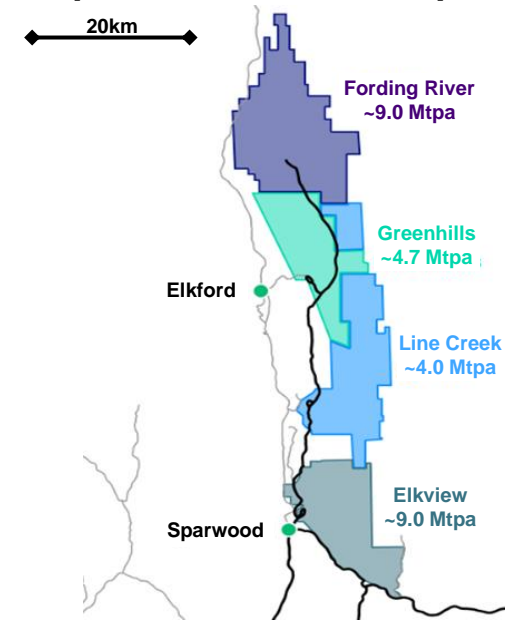 20km
Fording River
~9.0 Mtpa
Greenhills
~4.7 Mtpa
Elkford
Line Creek
~4.0 Mtpa
Elkview
~9.0 Mtpa
Sparwood